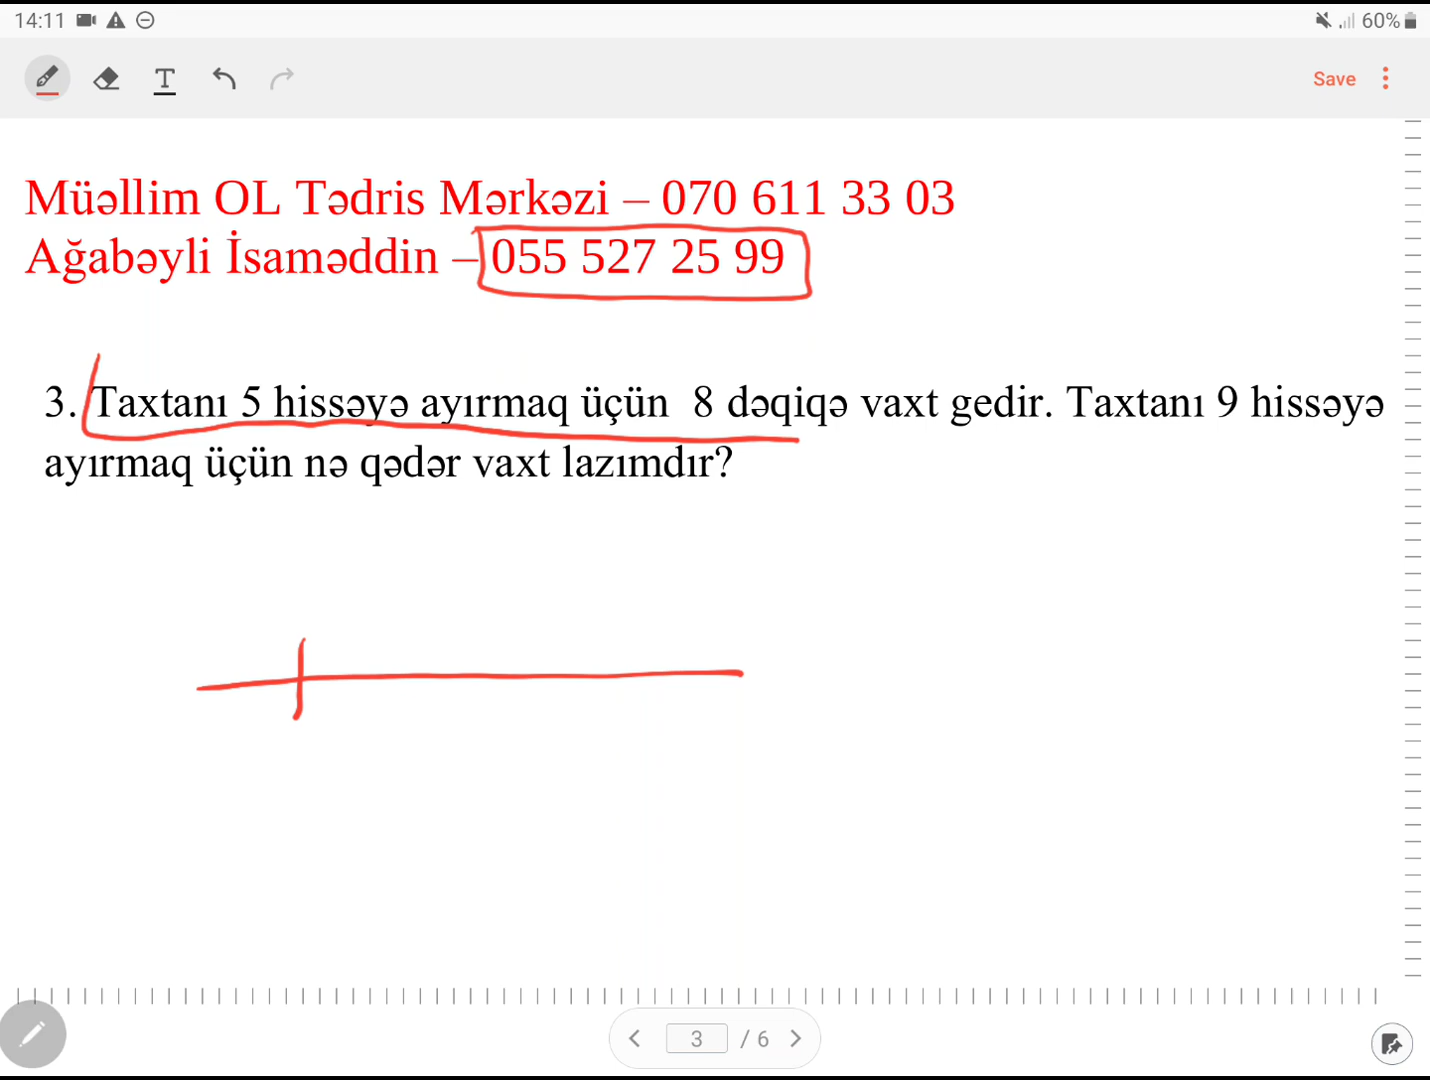 14:11
60%
Save
Müəllim OL Tədris Mərkəzi – 070 611 33 03
Ağabəyli İsaməddin – 055 527 25 99
3. Taxtanı 5 hissəyə ayırmaq üçün  8 dəqiqə vaxt gedir. Taxtanı 9 hissəyə
ayırmaq üçün nə qədər vaxt lazımdır?
3 / 6